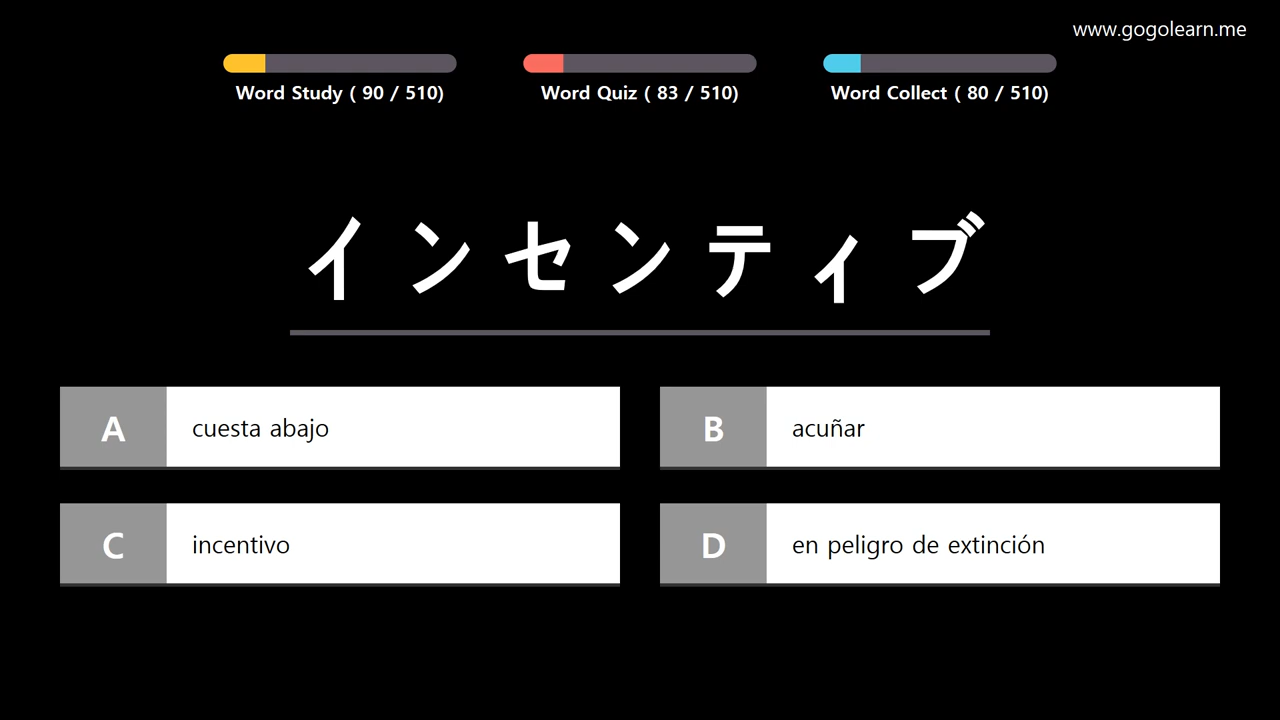 www.gogolearn.me
Word Study ( 90 / 510)
Word Quiz ( 83 / 510)
Word Collect ( 80 / 510)
インセンティブ
A cuesta abajo
B acuñar
C incentivo
D en peligro de extinción